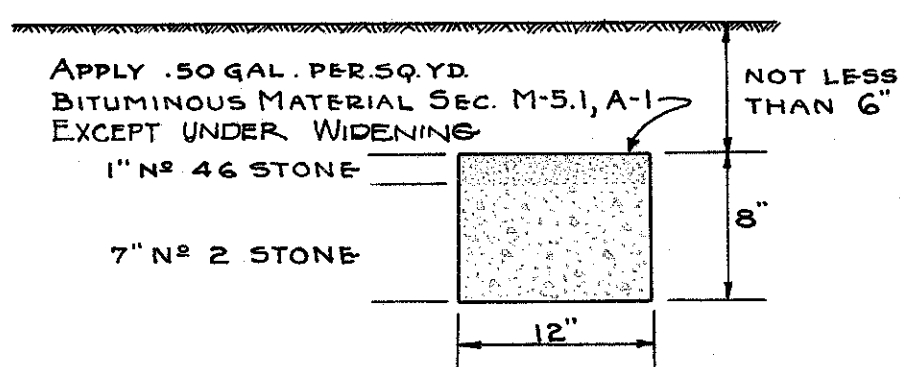 APPLY .50 GAL. PER.SQ.YD.
BITUMINOUS MATERIAL SEC. M-5.1, A-1
EXCEPT UNDER WIDENING
NOT LESS
THAN 6"
1" Nº 46 STONE
7" Nº 2 STONE
8"
12"